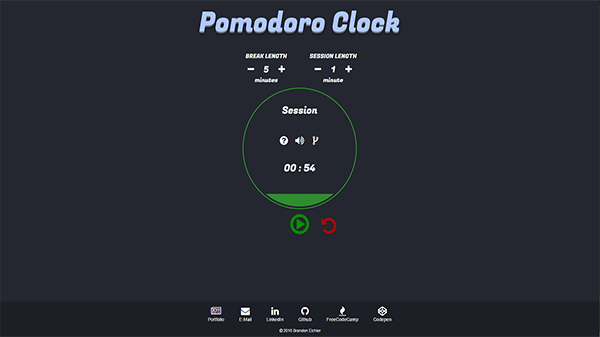 Pomodoro Clock
BREAK LENGTH SESSION LENGTH
− 5 + − 1 +
minutes minute
Session
00 : 54
Portfolio E-Mail LinkedIn Github FreeCodeCamp Codepen
© 2016 Brandon Eichler